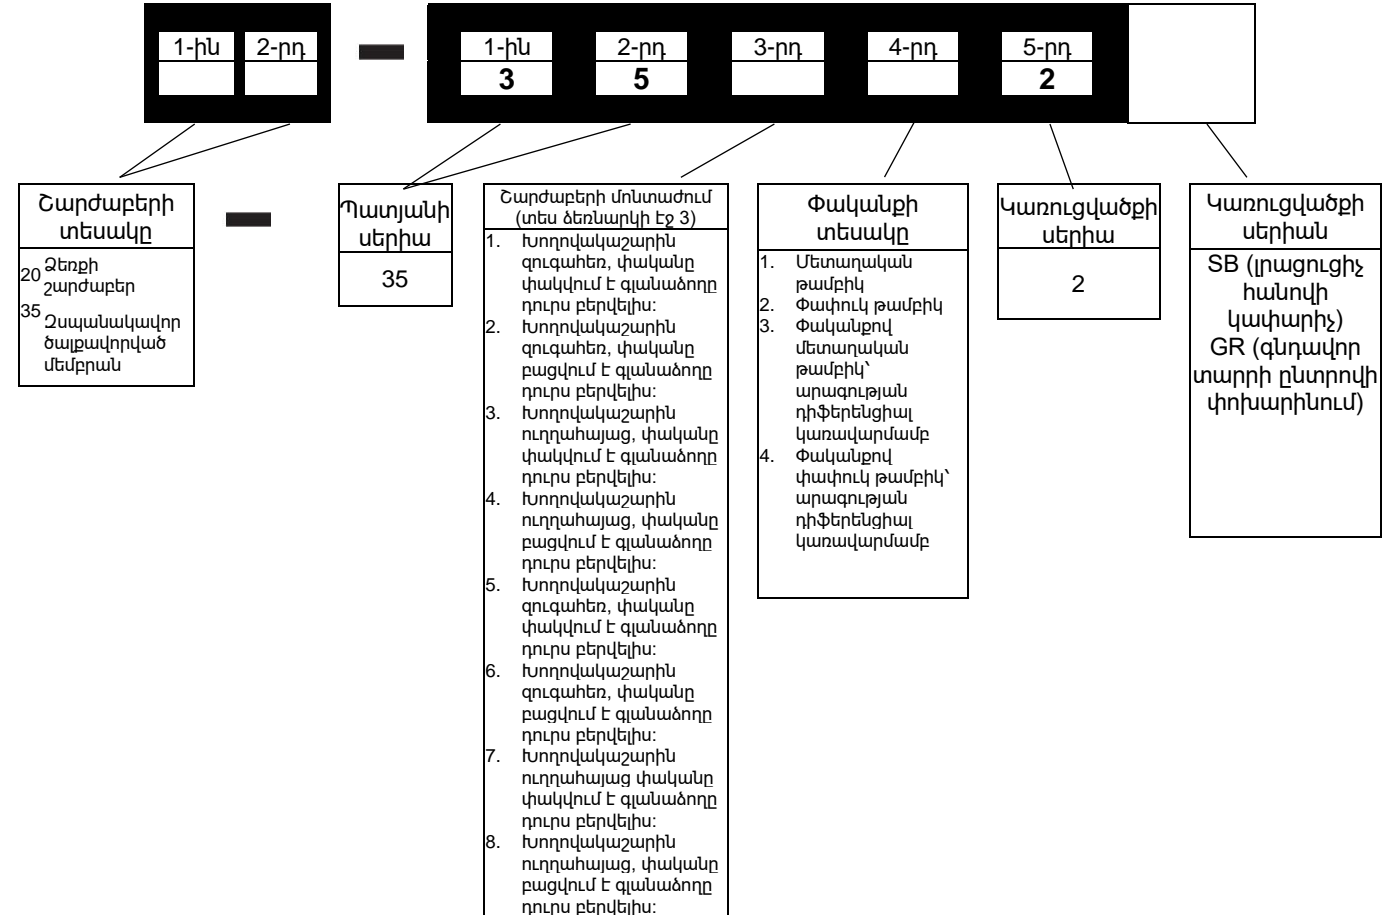 1-ին 2-րդ 1-ին 2-րդ 3-րդ 4-րդ 5-րդ
3 5 2
Շարժաբերի
տեսակը
20 Ձեռքի
շարժաբեր
35 Զսպանակավոր
ծալքավորված
մեմբրան
Պատյանի
սերիա
35
Շարժաբերի մոնտաժում
(տես ձեռնարկի էջ 3)
1. Խողովակաշարին
զուգահեռ, փականը
փակվում է գլանաձողը
դուրս բերվելիս:
2. Խողովակաշարին
զուգահեռ, փականը
բացվում է գլանաձողը
դուրս բերվելիս:
3. Խողովակաշարին
ուղղահայաց, փականը
փակվում է գլանաձողը
դուրս բերվելիս:
4. Խողովակաշարին
ուղղահայաց, փականը
բացվում է գլանաձողը
դուրս բերվելիս:
5. Խողովակաշարին
զուգահեռ, փականը
փակվում է գլանաձողը
դուրս բերվելիս:
6. Խողովակաշարին
զուգահեռ, փականը
բացվում է գլանաձողը
դուրս բերվելիս:
7. Խողովակաշարին
ուղղահայաց փականը
փակվում է գլանաձողը
դուրս բերվելիս:
8. Խողովակաշարին
ուղղահայաց, փականը
բացվում է գլանաձողը
դուրս բերվելիս:
Փականքի
տեսակը
1. Մետաղական
թամբիկ
2. Փափուկ թամբիկ
3. Փականքով
մետաղական
թամբիկ՝
արագության
դիֆերենցիալ
կառավարմամբ
4. Փականքով
փափուկ թամբիկ՝
արագության
դիֆերենցիալ
կառավարմամբ
Կառուցվածքի
սերիա
2
Կառուցվածքի
սերիան
SB (լրացուցիչ
հանովի
կափարիչ)
GR (գնդավոր
տարրի ընտրովի
փոխարինում)